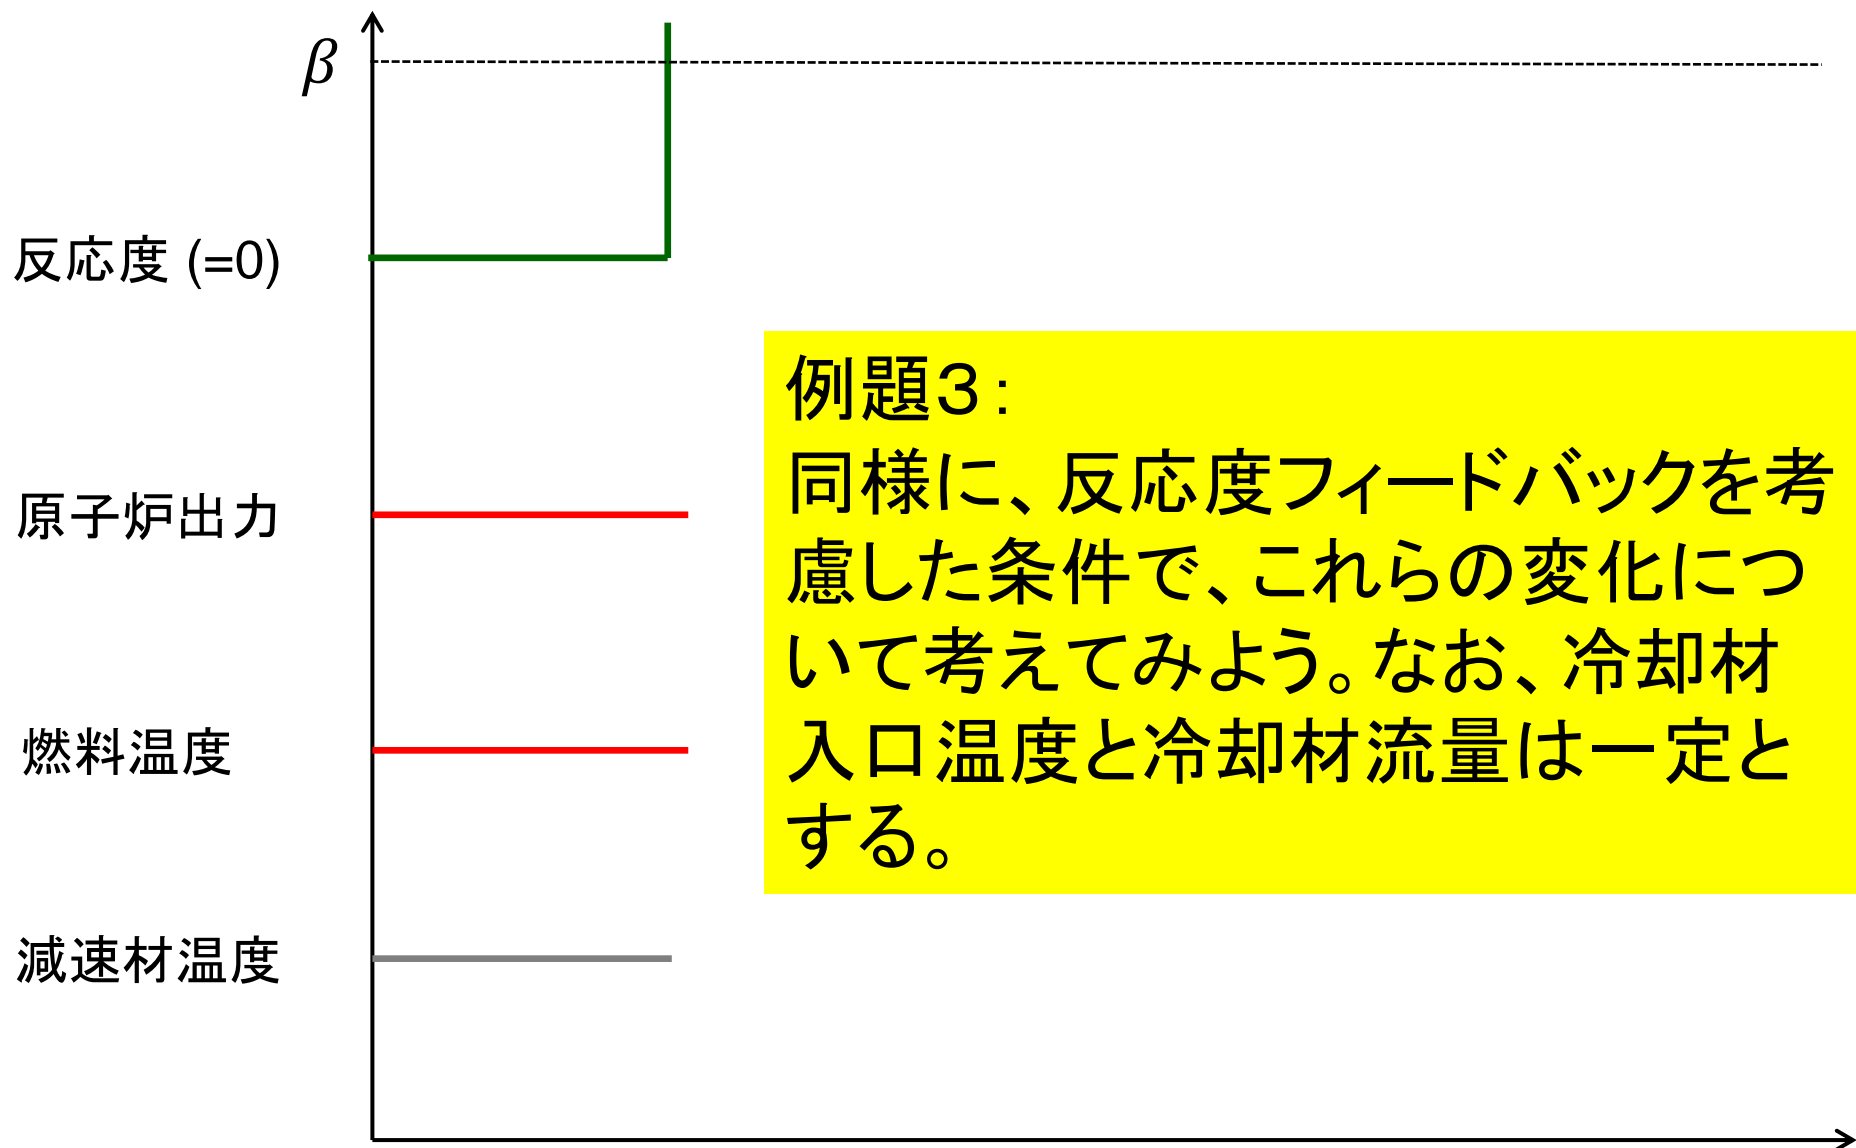 β
反応度 (=0)
原子炉出力
燃料温度
減速材温度
例題３：
同様に、反応度フィードバックを考
慮した条件で、これらの変化につ
いて考えてみよう。なお、冷却材
入口温度と冷却材流量は一定と
する。